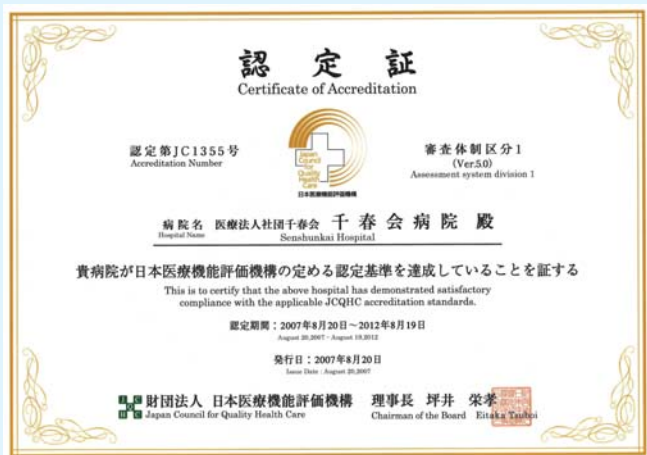 認定証
Certificate of Accreditation
Japan
Council
for
Quality
Health
Care
日本医療機能評価機構
認定第JC1355号
Accreditation Number
審査体制区分1
(Ver.5.0)
Assessment system division 1
病院名 医療法人社団千春会 千春会病院 殿
Hospital Name Senshunkai Hospital
貴病院が日本医療機能評価機構の定める認定基準を達成していることを証する
This is to certify that the above hospital has demonstrated satisfactory
compliance with the applicable JCQHC accreditation standards.
認定期間：2007年8月20日～2012年8月19日
August 20,2007 - August 19,2012
発行日：2007年8月20日
Issue Date : August 20,2007
財団法人 日本医療機能評価機構 理事長 坪井 栄孝
Japan Council for Quality Health Care Chairman of the Board Eitaka Tsuboi